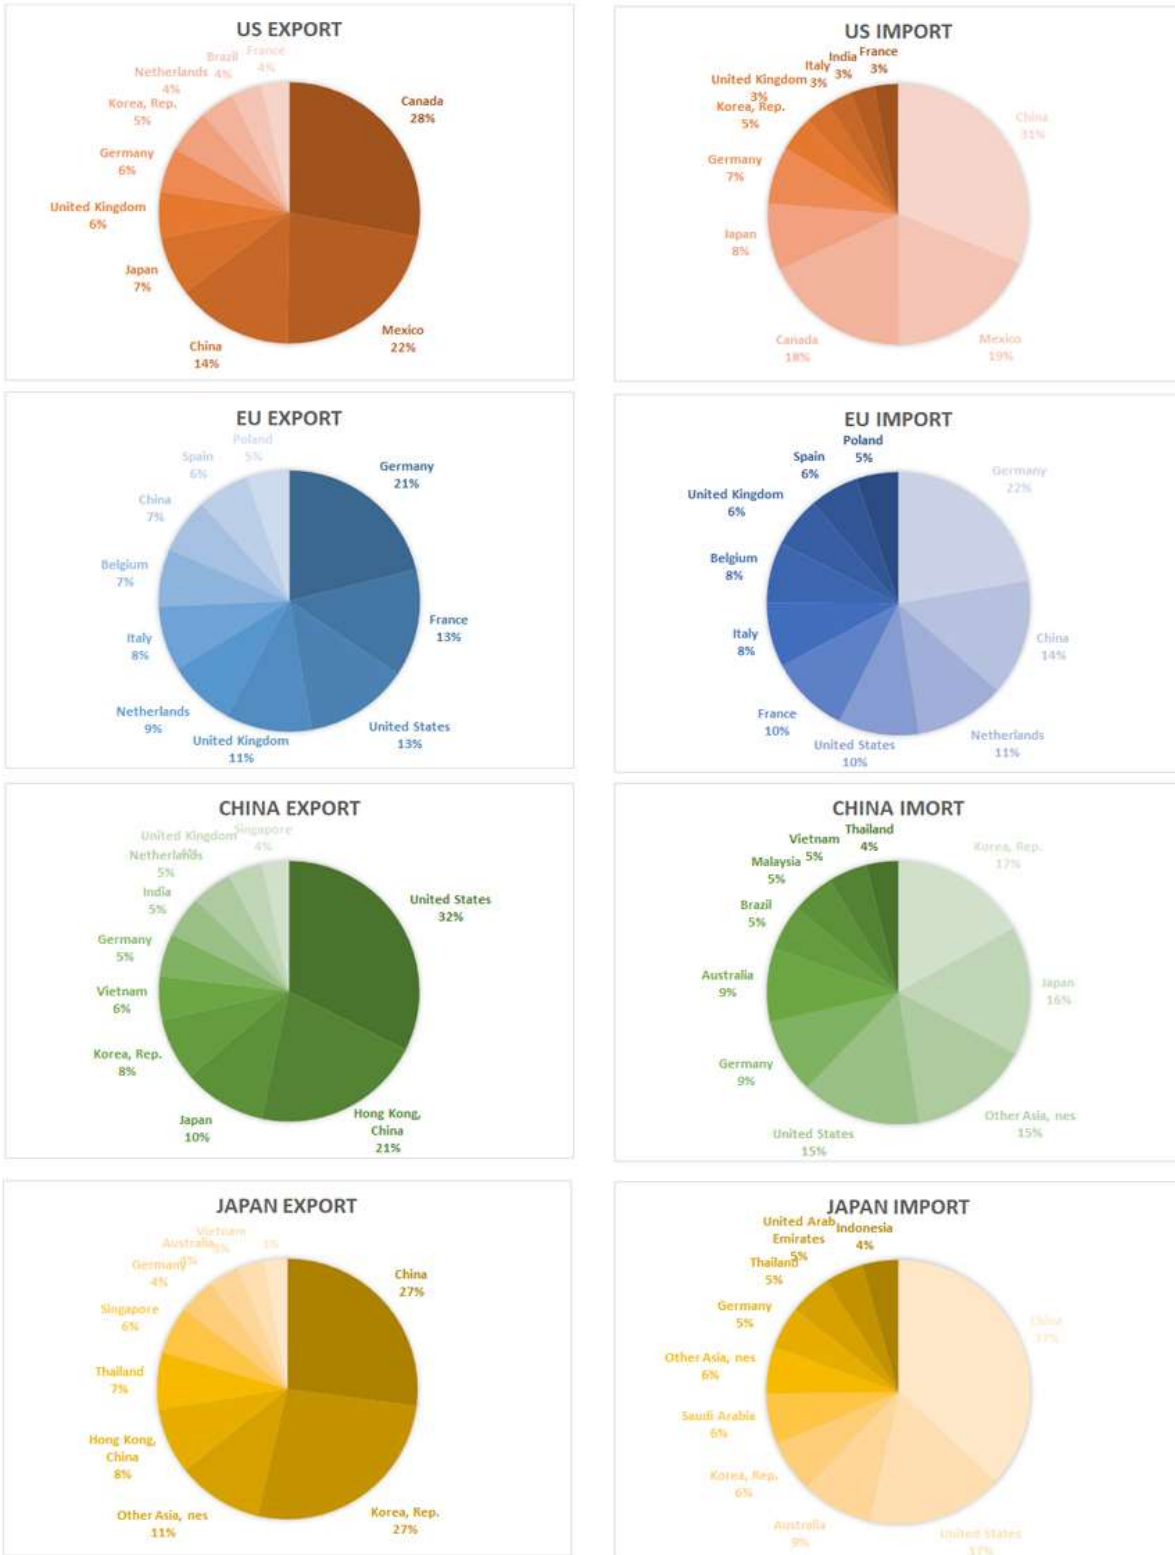 US EXPORT
France
4%
Brazil
4%
Netherlands
4%
Korea, Rep.
5%
Germany
6%
United Kingdom
6%
Japan
7%
China
14%
Mexico
22%
Canada
28%
US IMPORT
France
3%
India
3%
Italy
3%
United Kingdom
3%
Korea, Rep.
5%
Germany
7%
Japan
8%
Canada
18%
Mexico
19%
China
31%
EU EXPORT
Poland
5%
Spain
6%
China
7%
Belgium
7%
Italy
8%
Netherlands
9%
United Kingdom
11%
United States
13%
France
13%
Germany
21%
EU IMPORT
Poland
5%
Spain
6%
United Kingdom
6%
Belgium
8%
Italy
8%
France
10%
United States
10%
Netherlands
11%
China
14%
Germany
22%
CHINA EXPORT
Singapore
4%
United Kingdom
Netherlands
5%
India
5%
Germany
5%
Vietnam
6%
Korea, Rep.
8%
Japan
10%
Hong Kong,
China
21%
United States
32%
CHINA IMORT
Thailand
4%
Vietnam
5%
Malaysia
5%
Brazil
5%
Australia
9%
Germany
9%
United States
15%
Other Asia, nes
15%
Japan
16%
Korea, Rep.
17%
JAPAN EXPORT
Vietnam
Australia
4%
Germany
4%
Singapore
6%
Thailand
7%
Hong Kong,
China
8%
Other Asia, nes
11%
Korea, Rep.
27%
China
27%
JAPAN IMPORT
Indonesia
4%
United Arab
Emirates
5%
Thailand
5%
Germany
5%
Other Asia, nes
6%
Saudi Arabia
6%
Korea, Rep.
6%
Australia
9%
United States
17%
China
37%